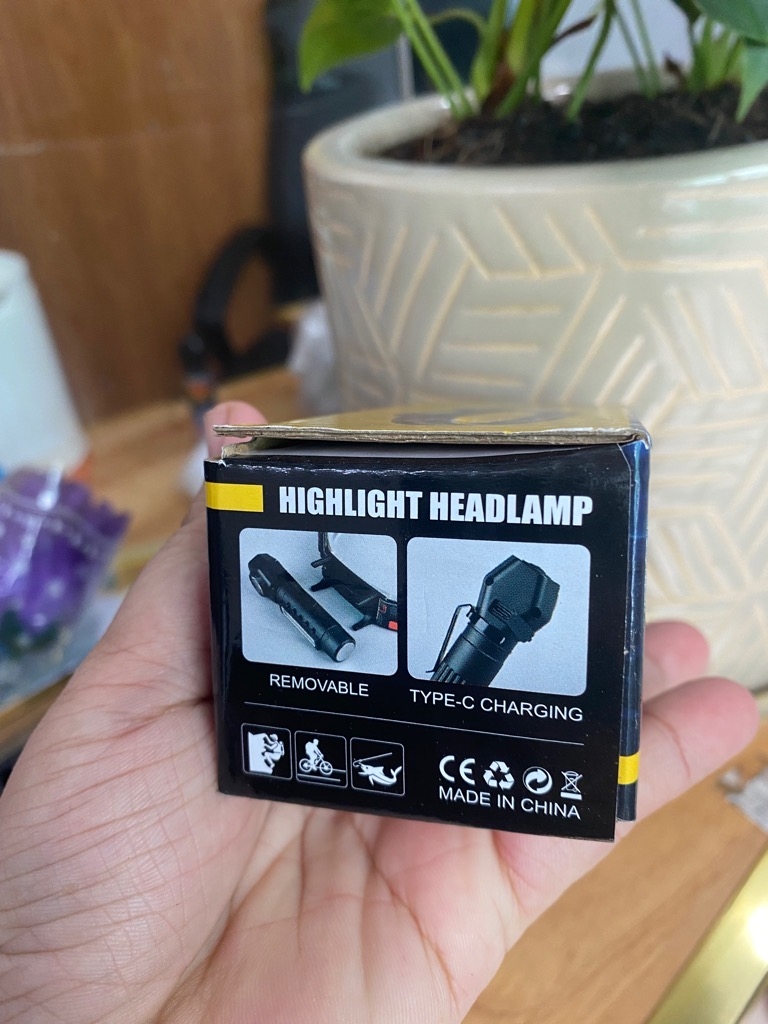 HIGHLIGHT HEADLAMP
REMOVABLE
TYPE-C CHARGING
CE
MADE IN CHINA